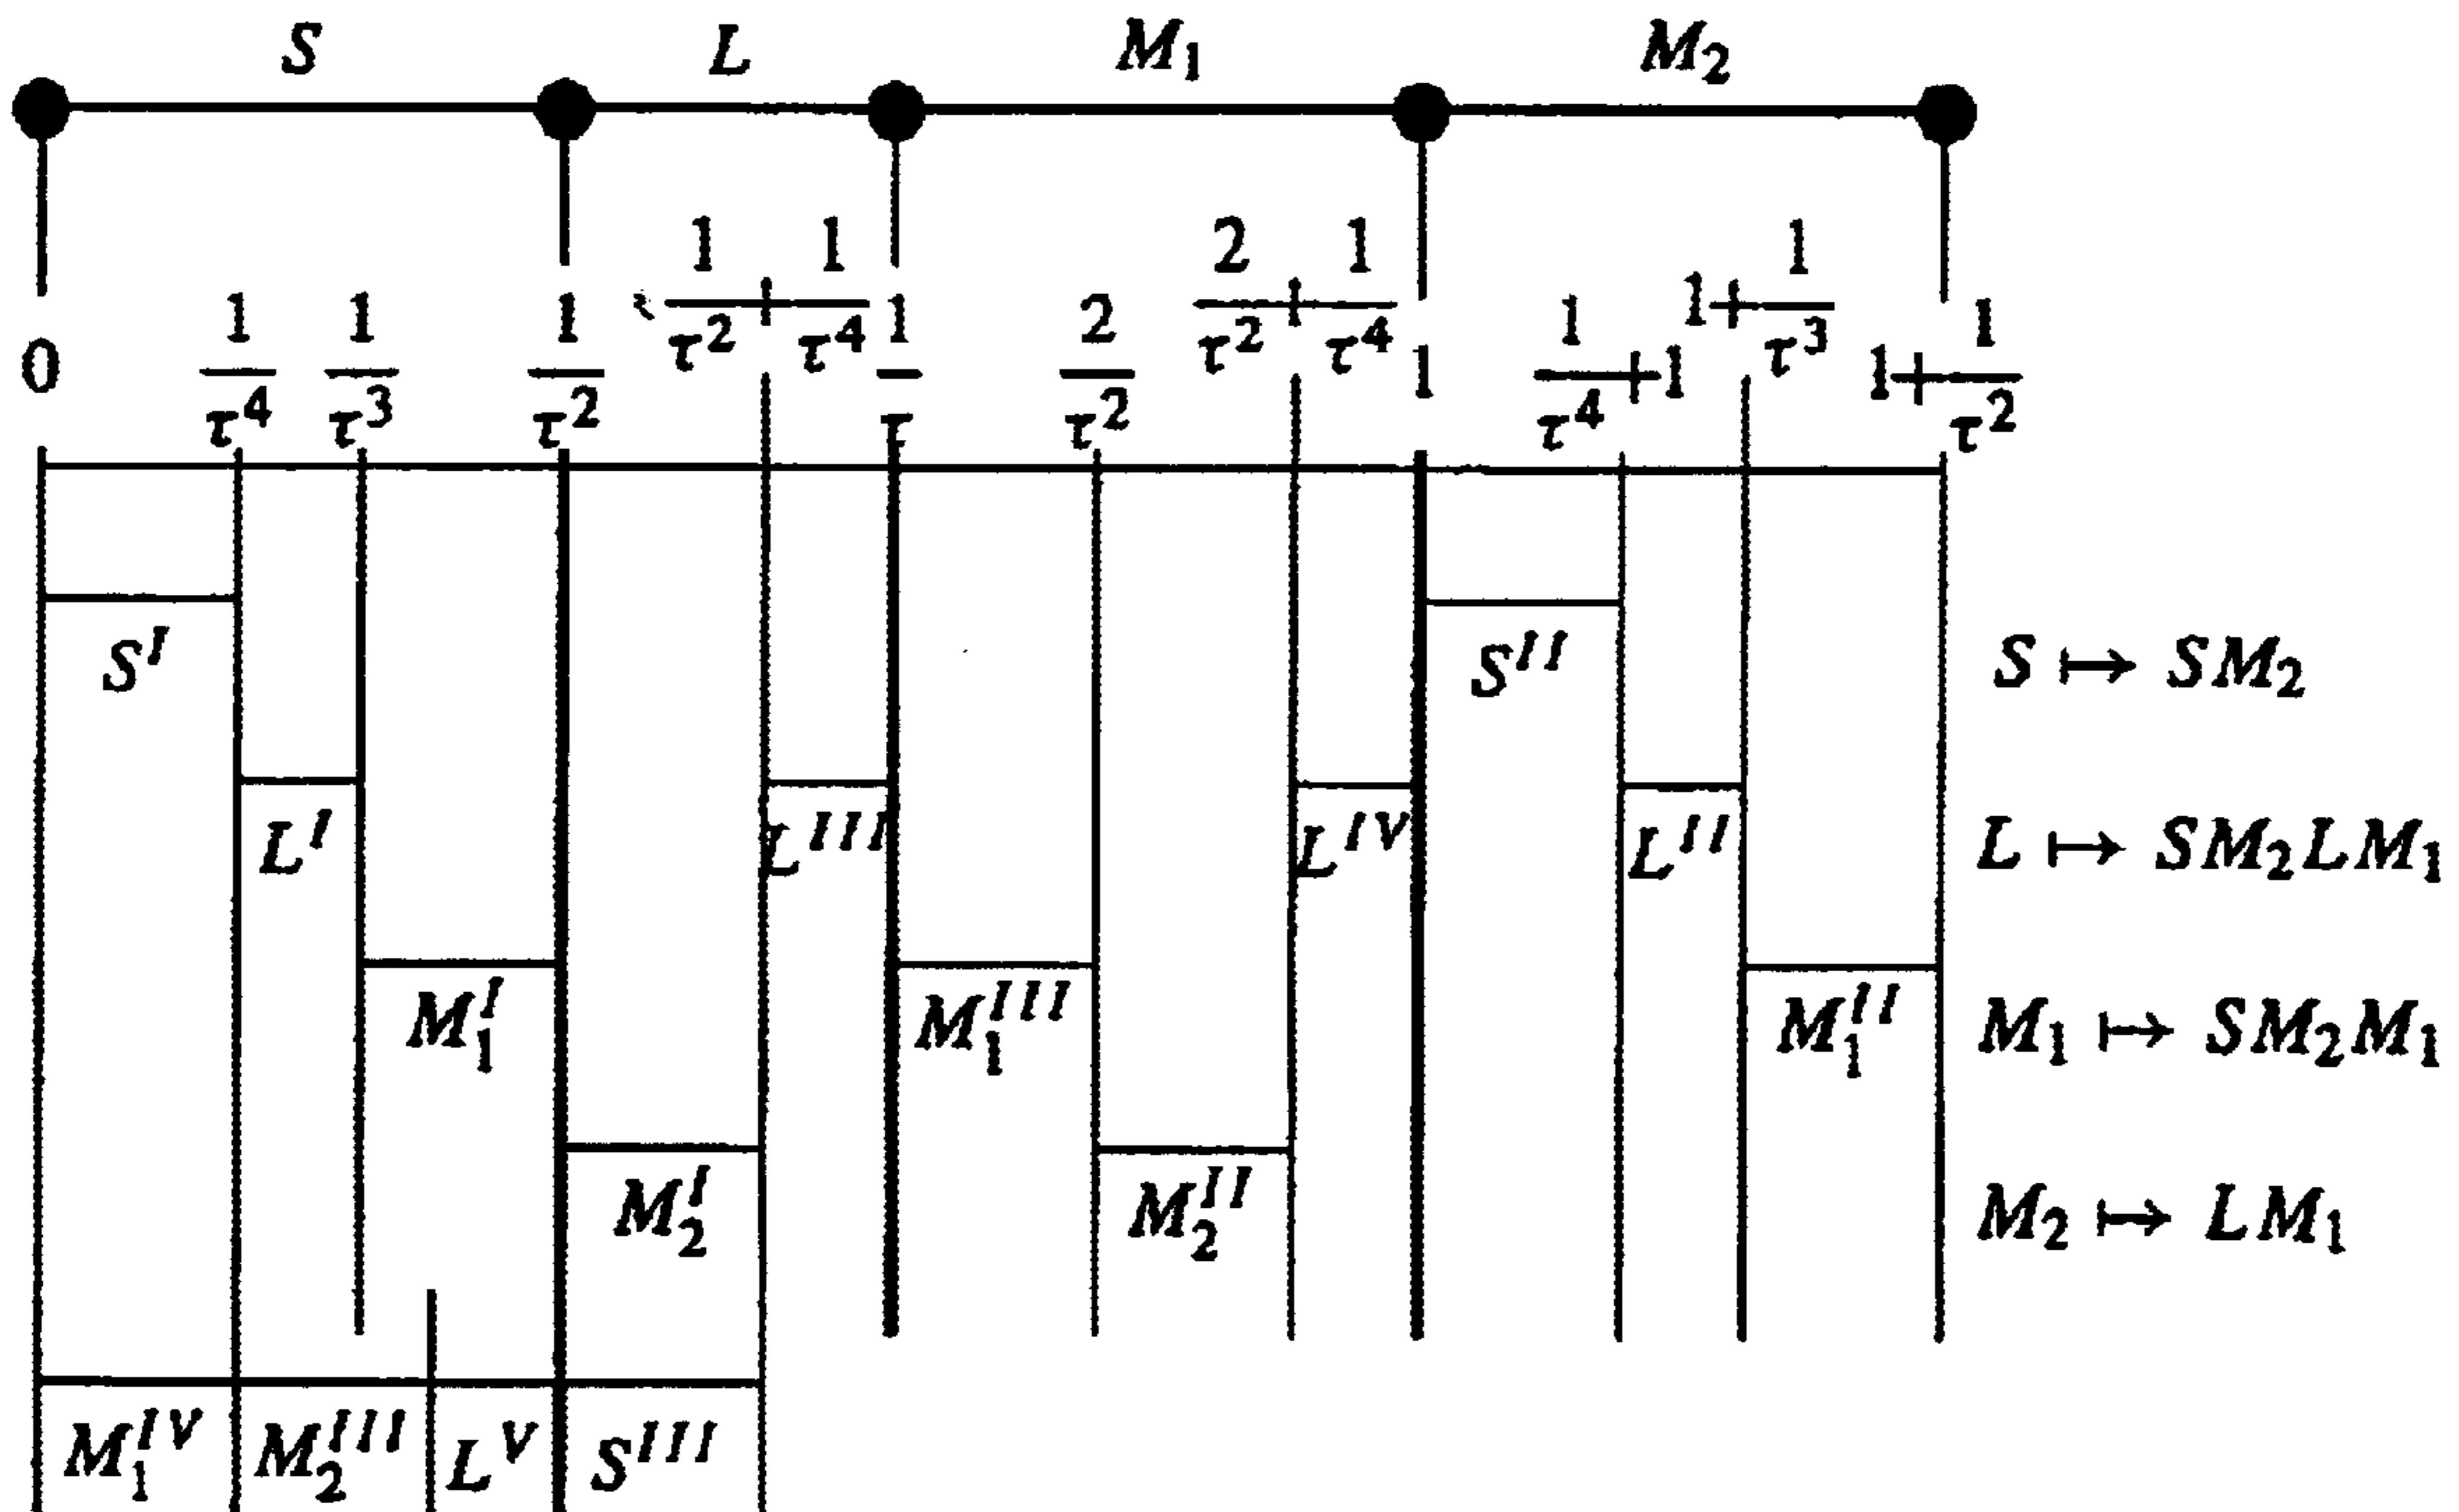 S L M₁ M₂
0 1/τ⁴ 1/τ³ 1/τ² 1/τ²+1/τ⁴ 1/τ 2/τ² 2/τ²+1/τ⁴ 1 1/τ⁴+1 1+1/τ³ 1+1/τ²
S^I S^{II} S ↦ SM₂
L^I L^{III} L^{IV} L^{II} L ↦ SM₂LM₁
M₁^I M₁^{III} M₁^{II} M₁ ↦ SM₂M₁
M₂^I M₂^{II} M₂ ↦ LM₁
M₁^{IV} M₂^{III} L^V S^{III}